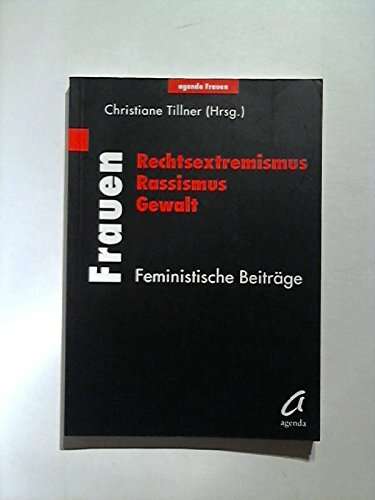 agenda Frauen
Christiane Tillner (Hrsg.)
Frauen
Rechtsextremismus
Rassismus
Gewalt
Feministische Beiträge
a
agenda